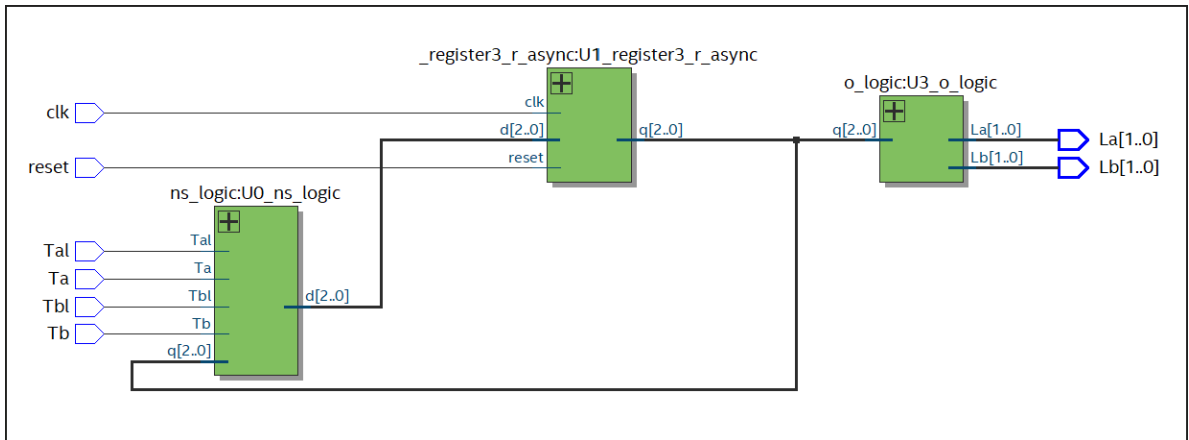 _register3_r_async:U1_register3_r_async
o_logic:U3_o_logic
clk
clk
d[2..0]
q[2..0]
q[2..0]
La[1..0]
La[1..0]
reset
reset
Lb[1..0]
Lb[1..0]
ns_logic:U0_ns_logic
Tal
Tal
Ta
Ta
Tbl
Tbl
d[2..0]
Tb
Tb
q[2..0]